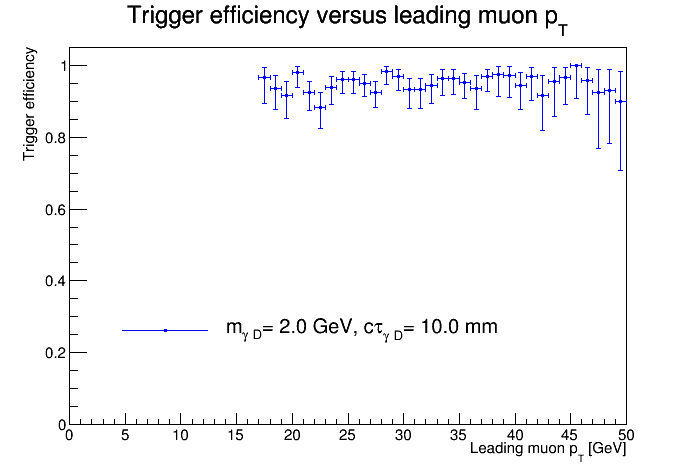 Trigger efficiency versus leading muon p_T
Trigger efficiency
1
0.8
0.6
0.4
0.2
0
m_γ D = 2.0 GeV, cτ_γ D = 10.0 mm
0 5 10 15 20 25 30 35 40 45 50
Leading muon p_T [GeV]